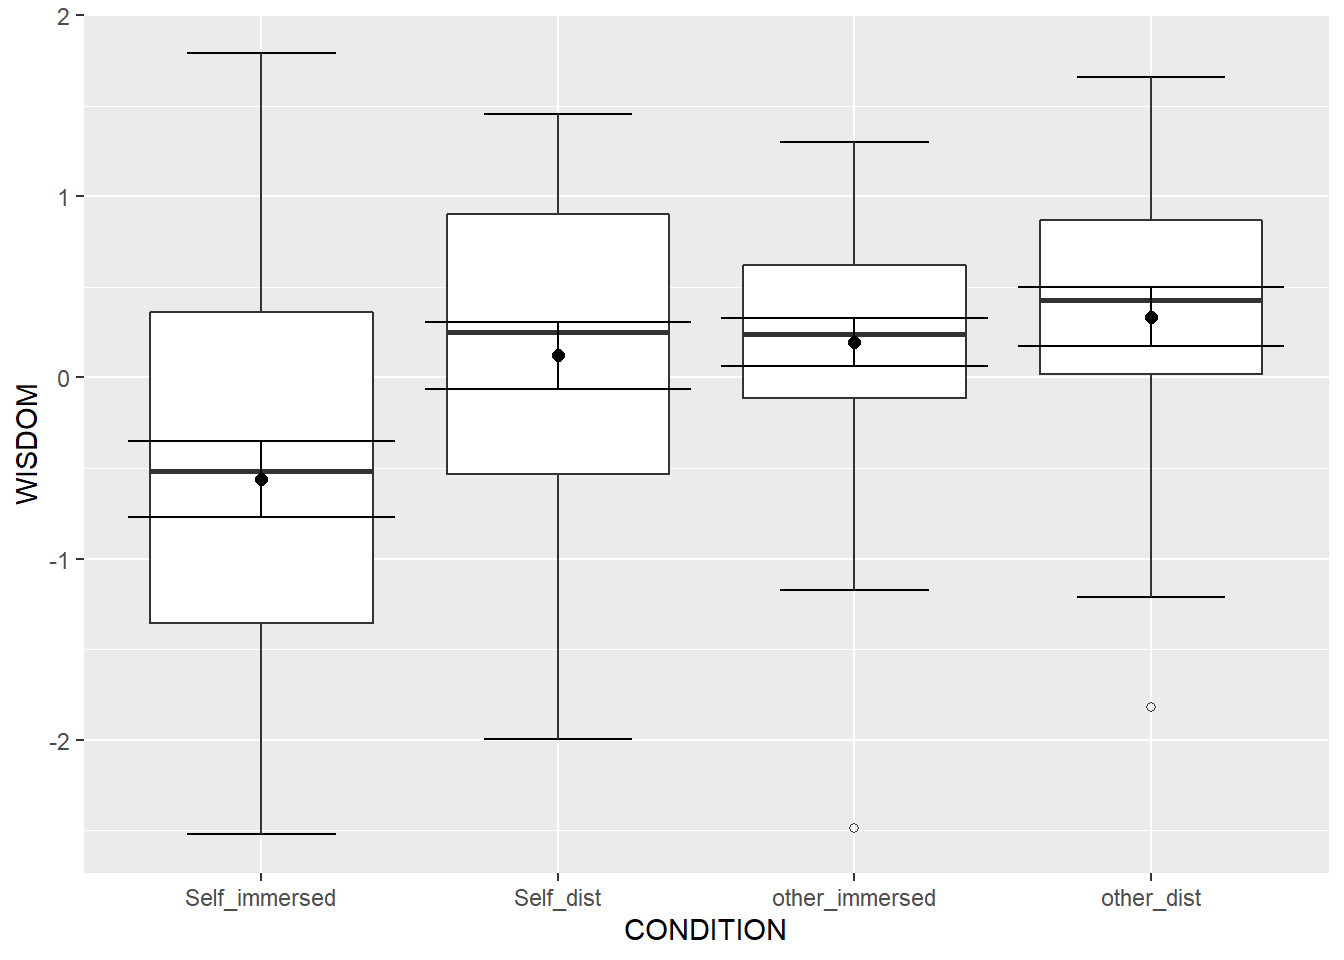 2
1
0
-1
-2
WISDOM
Self_immersed
Self_dist
other_immersed
other_dist
CONDITION